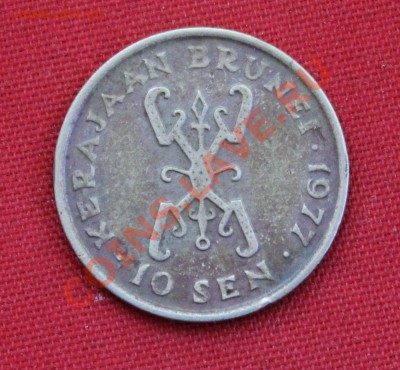 KERAJAAN BRUNEI · 1977 ·
10 SEN
COINS.LAVE.RU